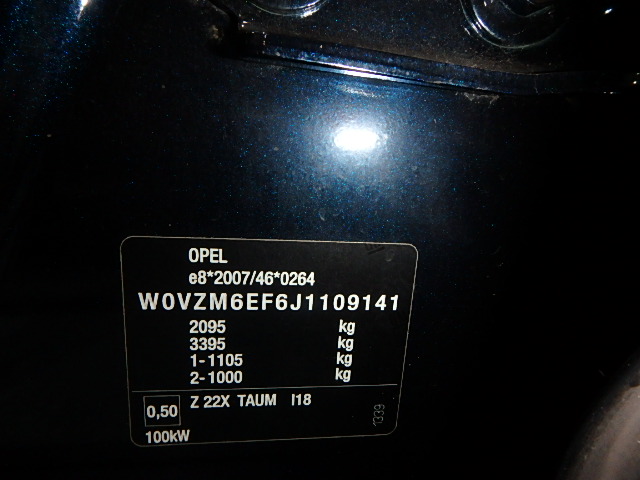 OPEL
e8*2007/46*0264
W0VZM6EF6J1109141
2095 kg
3395 kg
1-1105 kg
2-1000 kg
0,50 Z 22X TAUM I18
100kW
1339